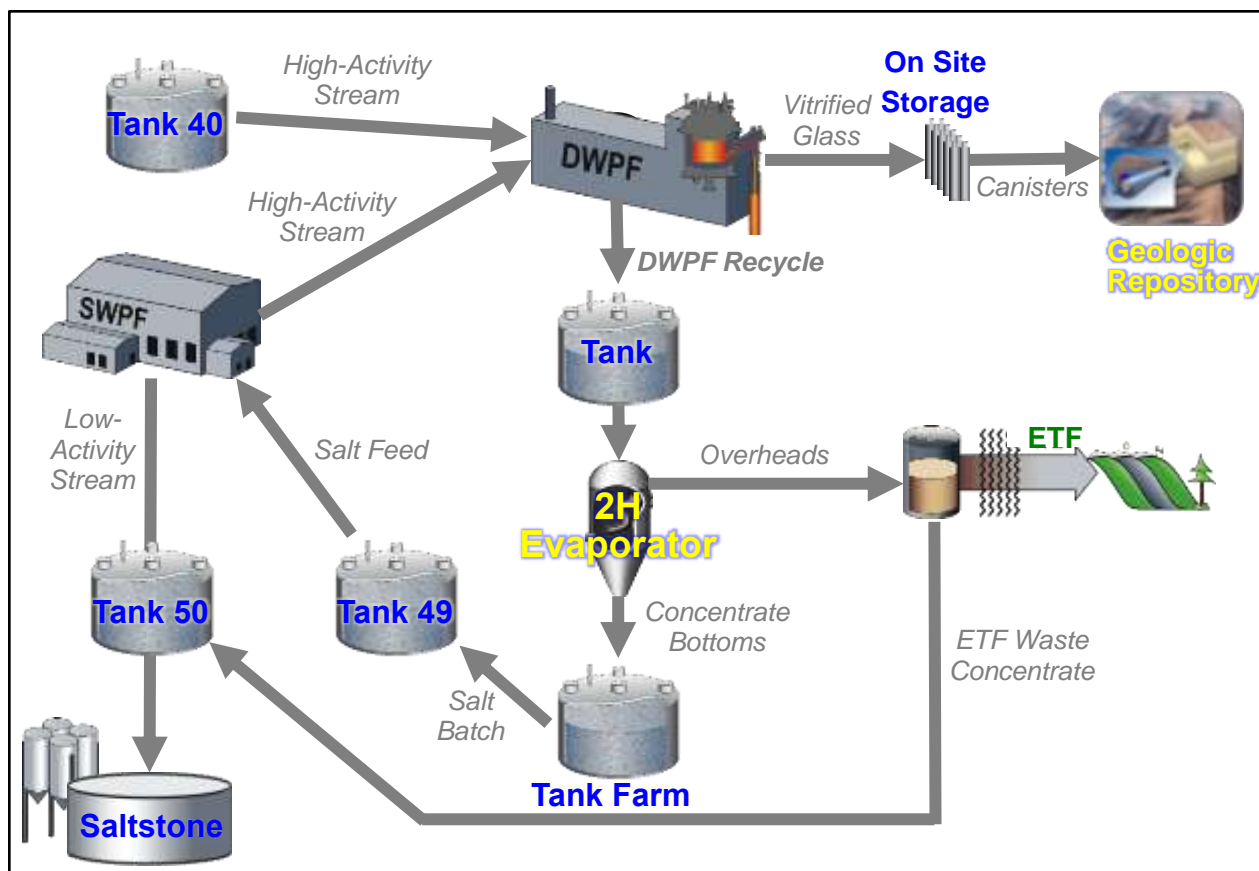 High-Activity
Stream
Tank 40
DWPF
Vitrified
Glass
On Site
Storage
Canisters
Geologic
Repository
High-Activity
Stream
SWPF
DWPF Recycle
Tank
Low-
Activity
Stream
Salt Feed
Overheads
ETF
2H
Evaporator
Tank 50
Tank 49
Concentrate
Bottoms
ETF Waste
Concentrate
Salt
Batch
Tank Farm
Saltstone